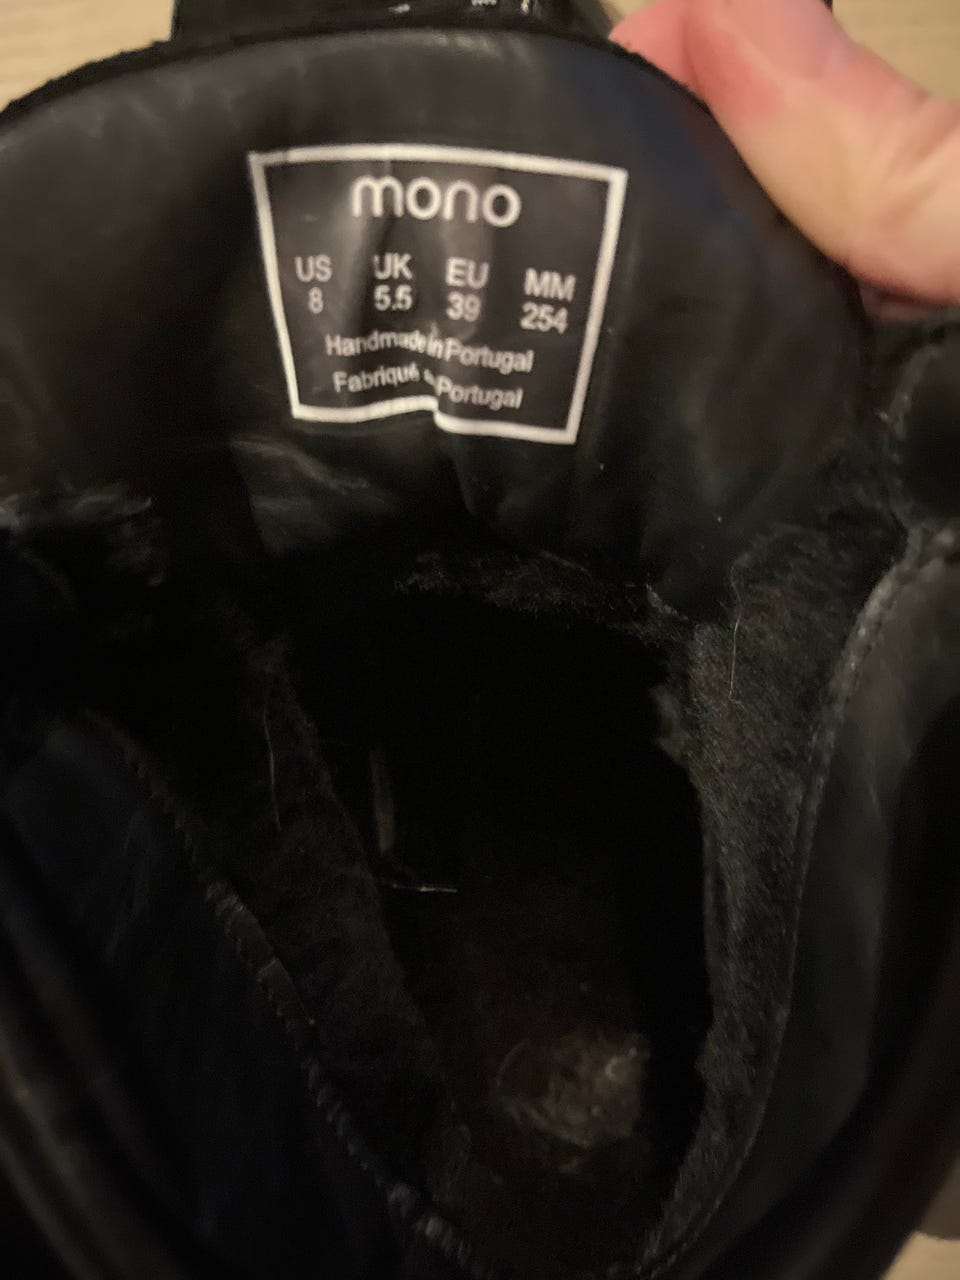 mono
US UK EU MM
8 5.5 39 254
Handmade in Portugal
Fabriqué Portugal